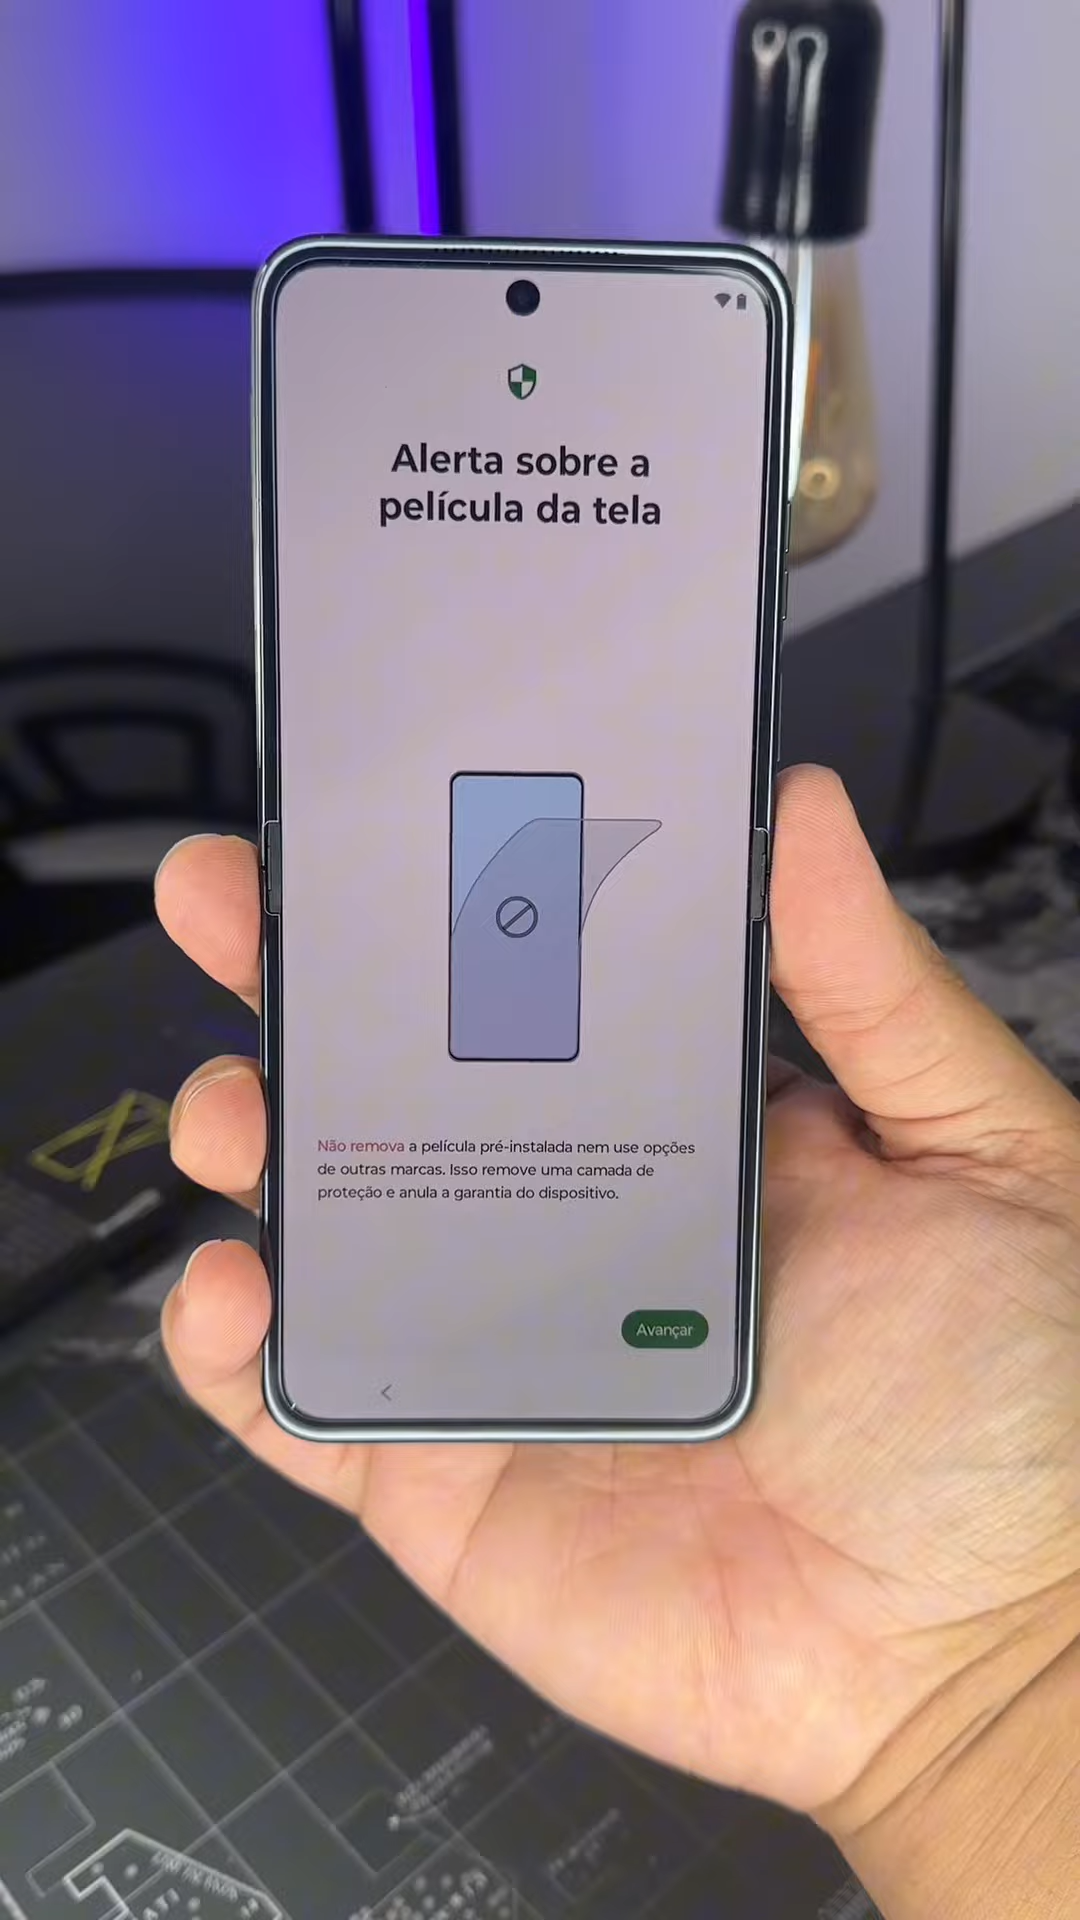 Alerta sobre a
película da tela
Não remova a película pré-instalada nem use opções
de outras marcas. Isso remove uma camada de
proteção e anula a garantia do dispositivo.
Avançar